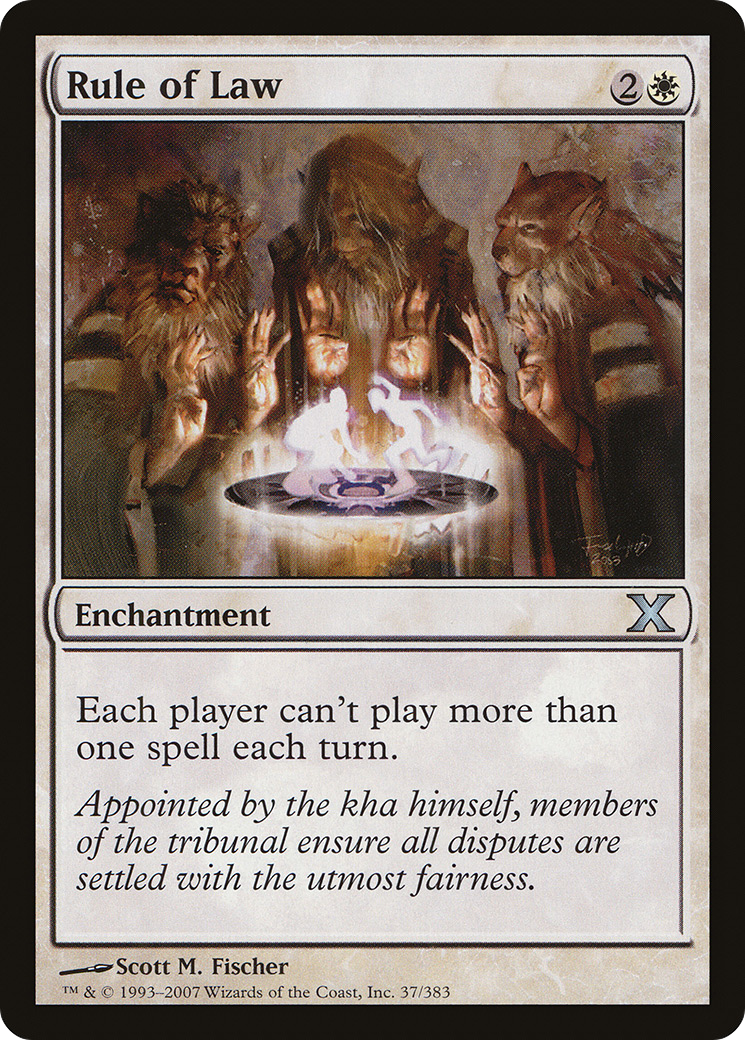 Rule of Law
2
Enchantment
X
Each player can't play more than
one spell each turn.
Appointed by the kha himself, members
of the tribunal ensure all disputes are
settled with the utmost fairness.
Scott M. Fischer
™ & © 1993–2007 Wizards of the Coast, Inc. 37/383